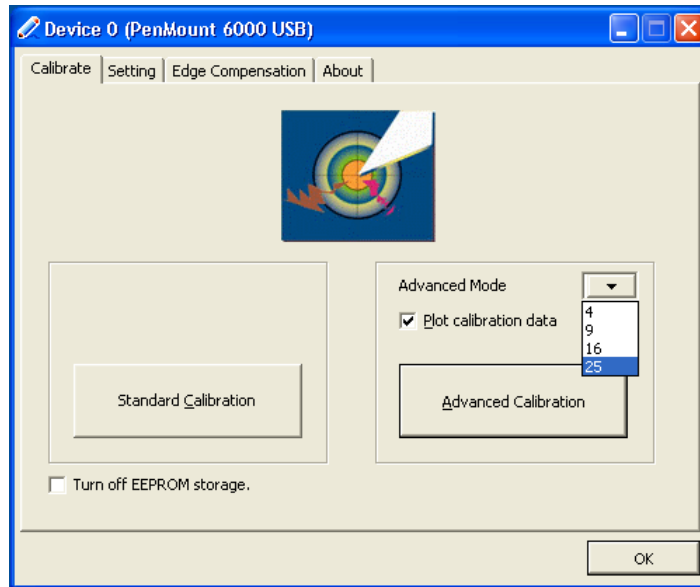 Device 0 (PenMount 6000 USB)
Calibrate Setting Edge Compensation About
Advanced Mode
Plot calibration data
4
9
16
25
Standard Calibration
Advanced Calibration
Turn off EEPROM storage.
OK